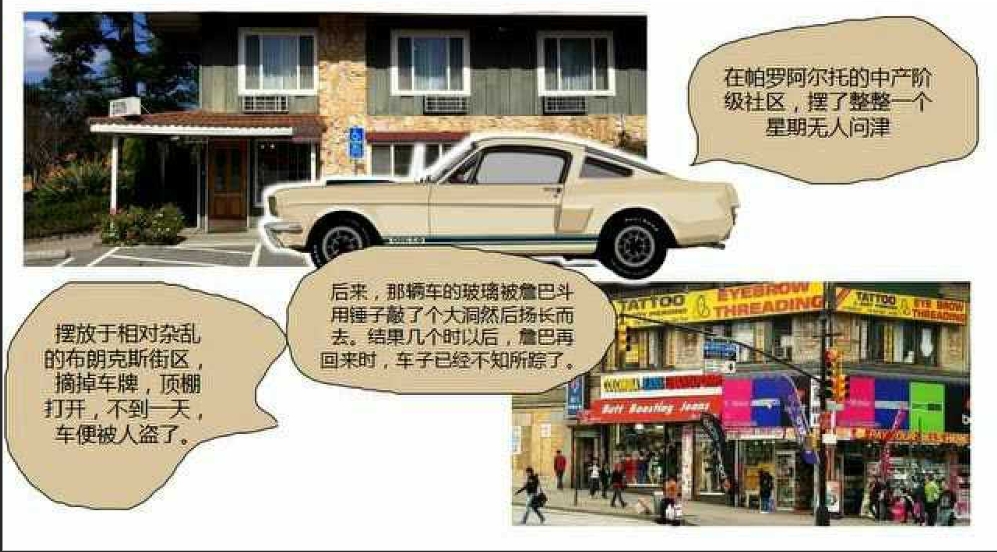 在帕罗阿尔托的中产阶
级社区，摆了整整一个
星期无人问津
后来，那辆车的玻璃被詹巴斗
用锤子敲了个大洞然后扬长而
去。结果几个时以后，詹巴再
回来时，车子已经不知所踪了。
摆放于相对杂乱
的布朗克斯街区，
摘掉车牌，顶棚
打开，不到一天，
车便被人盗了。
TATTOO
EYEBROW
THREADING
TATTOO
EYE BROW
THREADING
Butt Boosting Jeans
PAY YOUR BILLS HERE